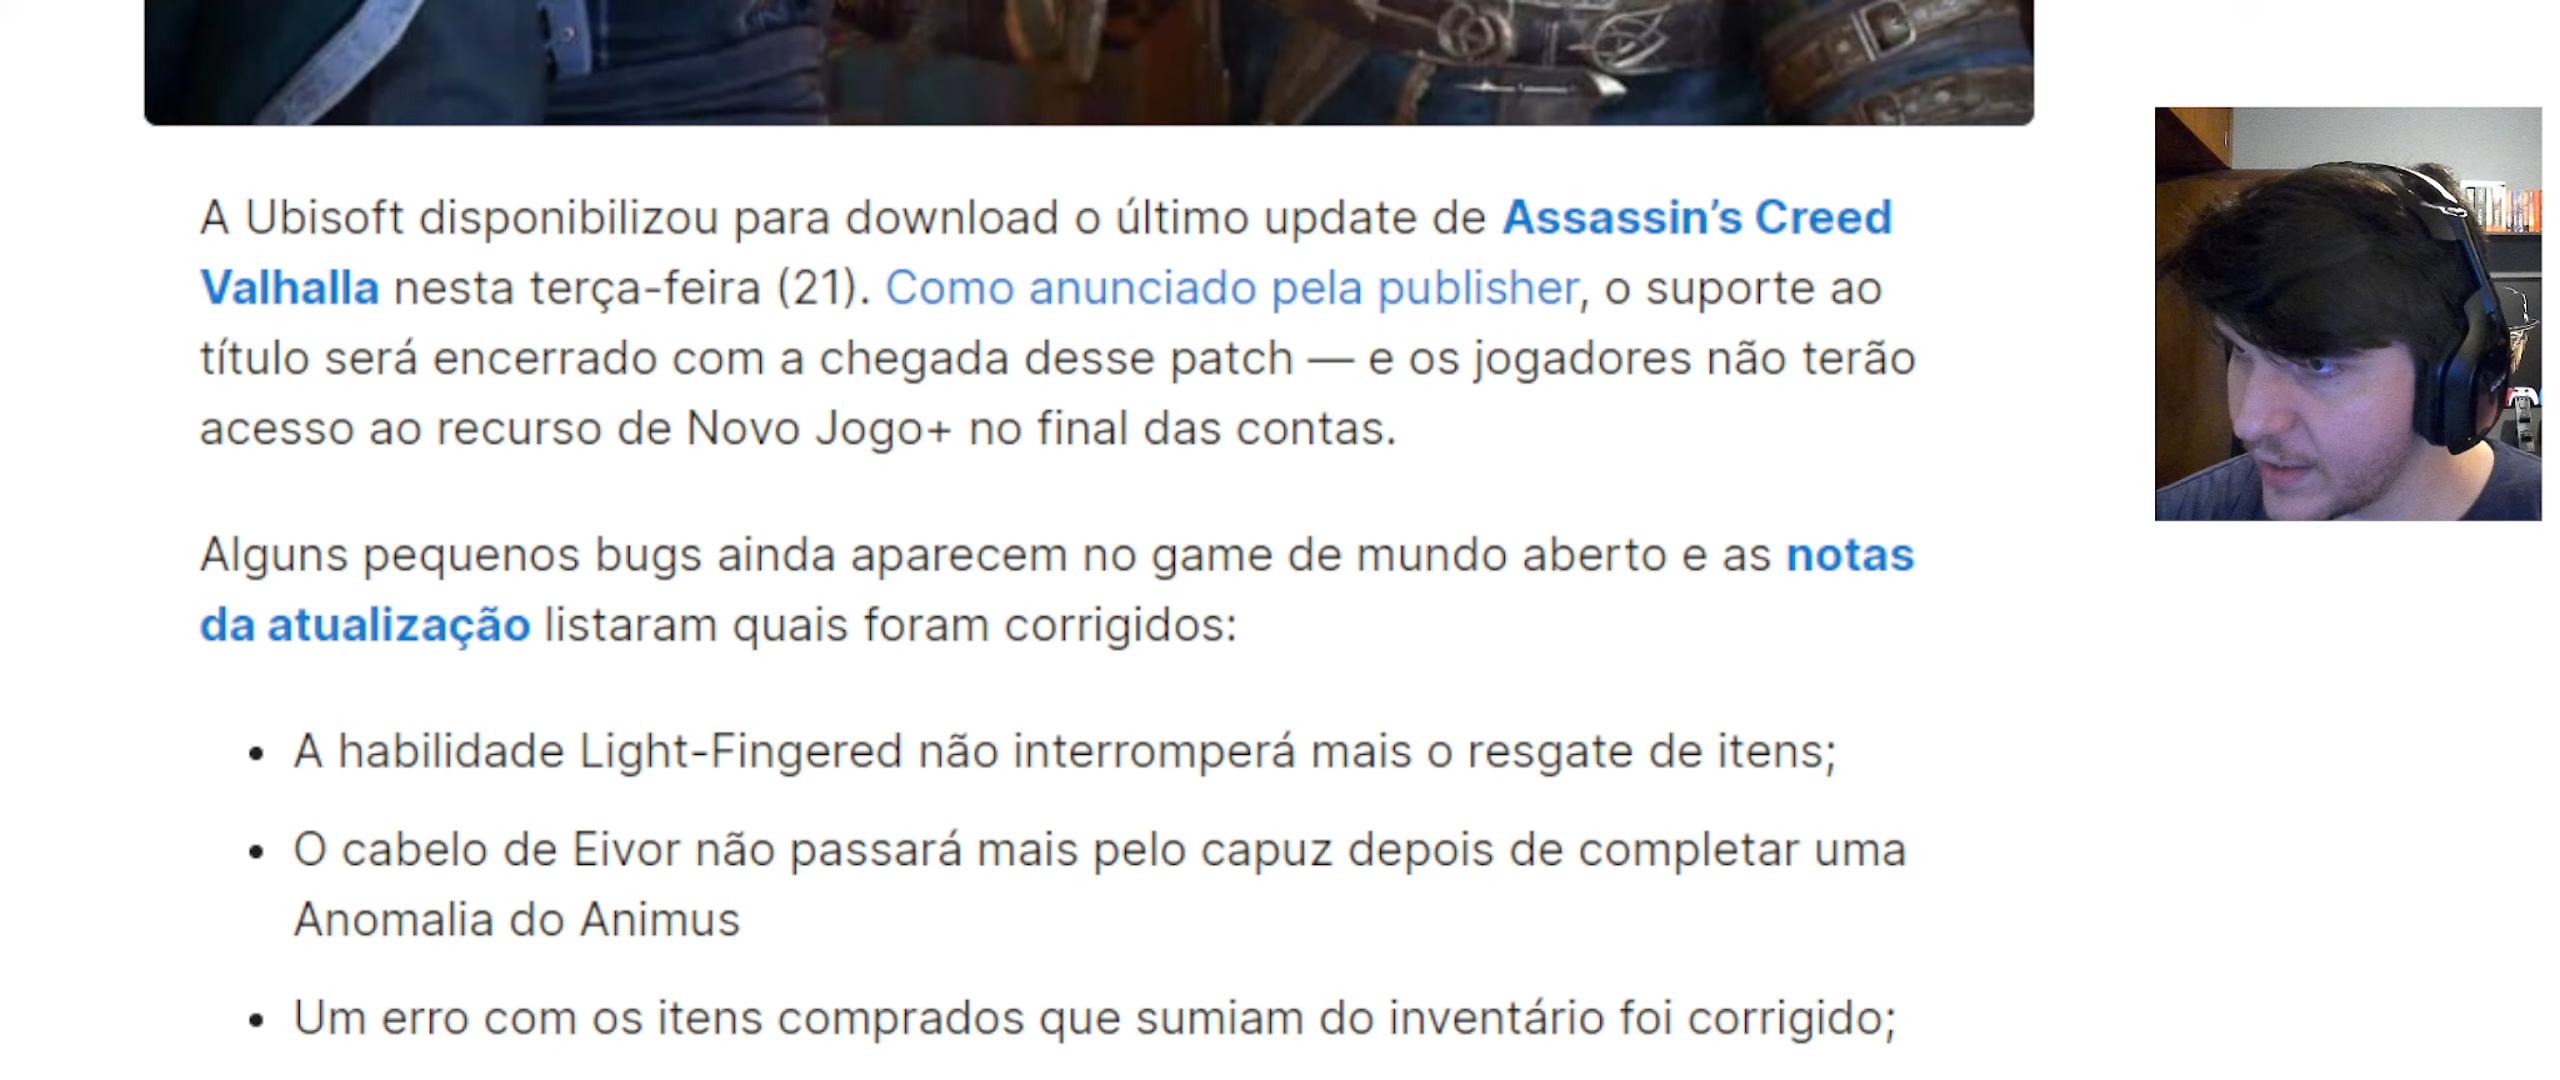 A Ubisoft disponibilizou para download o último update de Assassin’s Creed
Valhalla nesta terça-feira (21). Como anunciado pela publisher, o suporte ao
título será encerrado com a chegada desse patch — e os jogadores não terão
acesso ao recurso de Novo Jogo+ no final das contas.
Alguns pequenos bugs ainda aparecem no game de mundo aberto e as notas
da atualização listaram quais foram corrigidos:
• A habilidade Light-Fingered não interromperá mais o resgate de itens;
• O cabelo de Eivor não passará mais pelo capuz depois de completar uma
Anomalia do Animus
• Um erro com os itens comprados que sumiam do inventário foi corrigido;